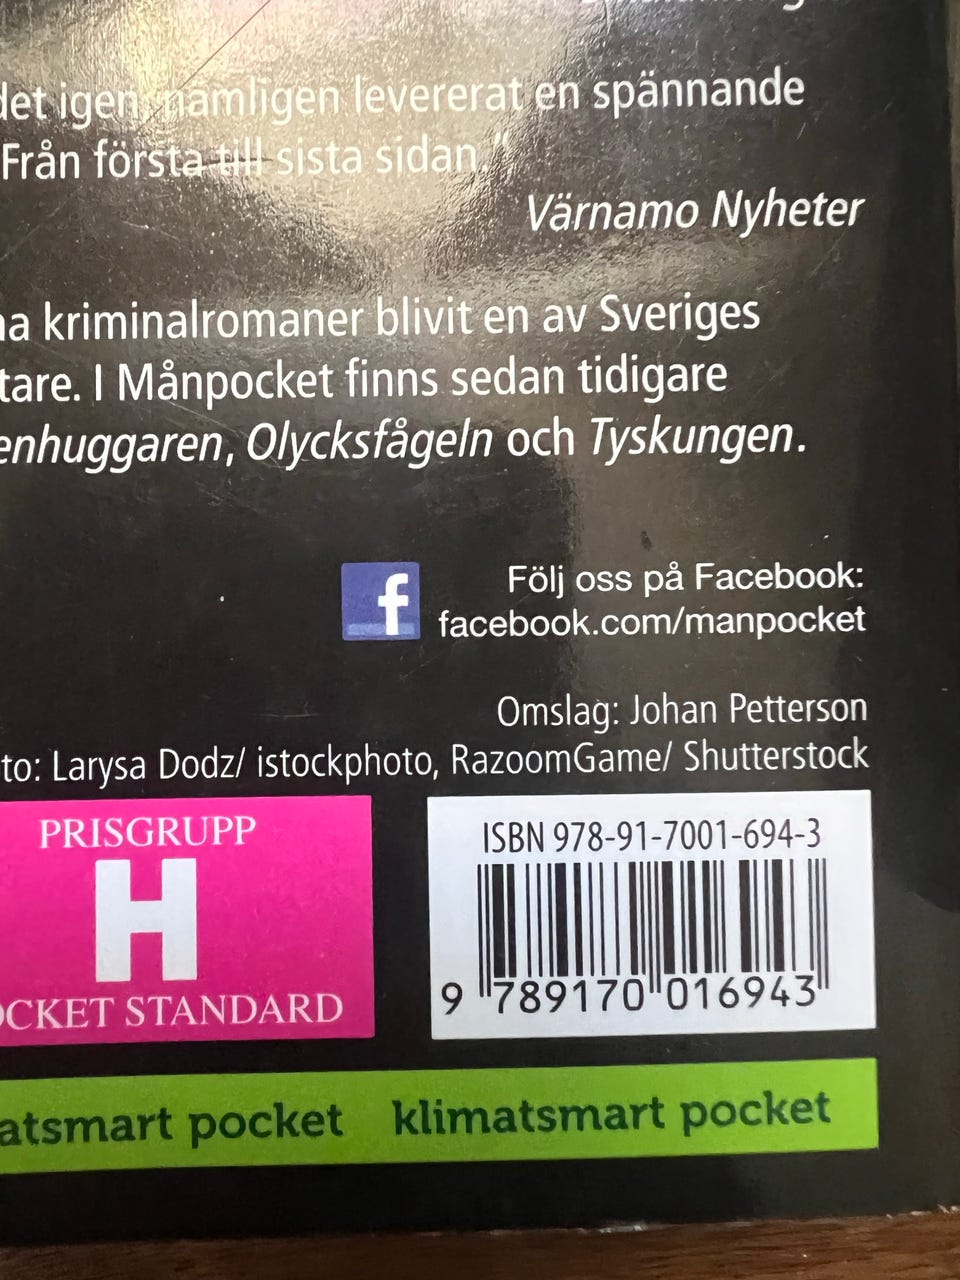 det igen, nämligen levererat en spännande
Från första till sista sidan."
Värnamo Nyheter
na kriminalromaner blivit en av Sveriges
tare. I Månpocket finns sedan tidigare
enhuggaren, Olycksfågeln och Tyskungen.
f
Följ oss på Facebook:
facebook.com/manpocket
Omslag: Johan Petterson
to: Larysa Dodz/ istockphoto, RazoomGame/ Shutterstock
PRISGRUPP
H
OCKET STANDARD
ISBN 978-91-7001-694-3
9 789170 016943
atsmart pocket klimatsmart pocket